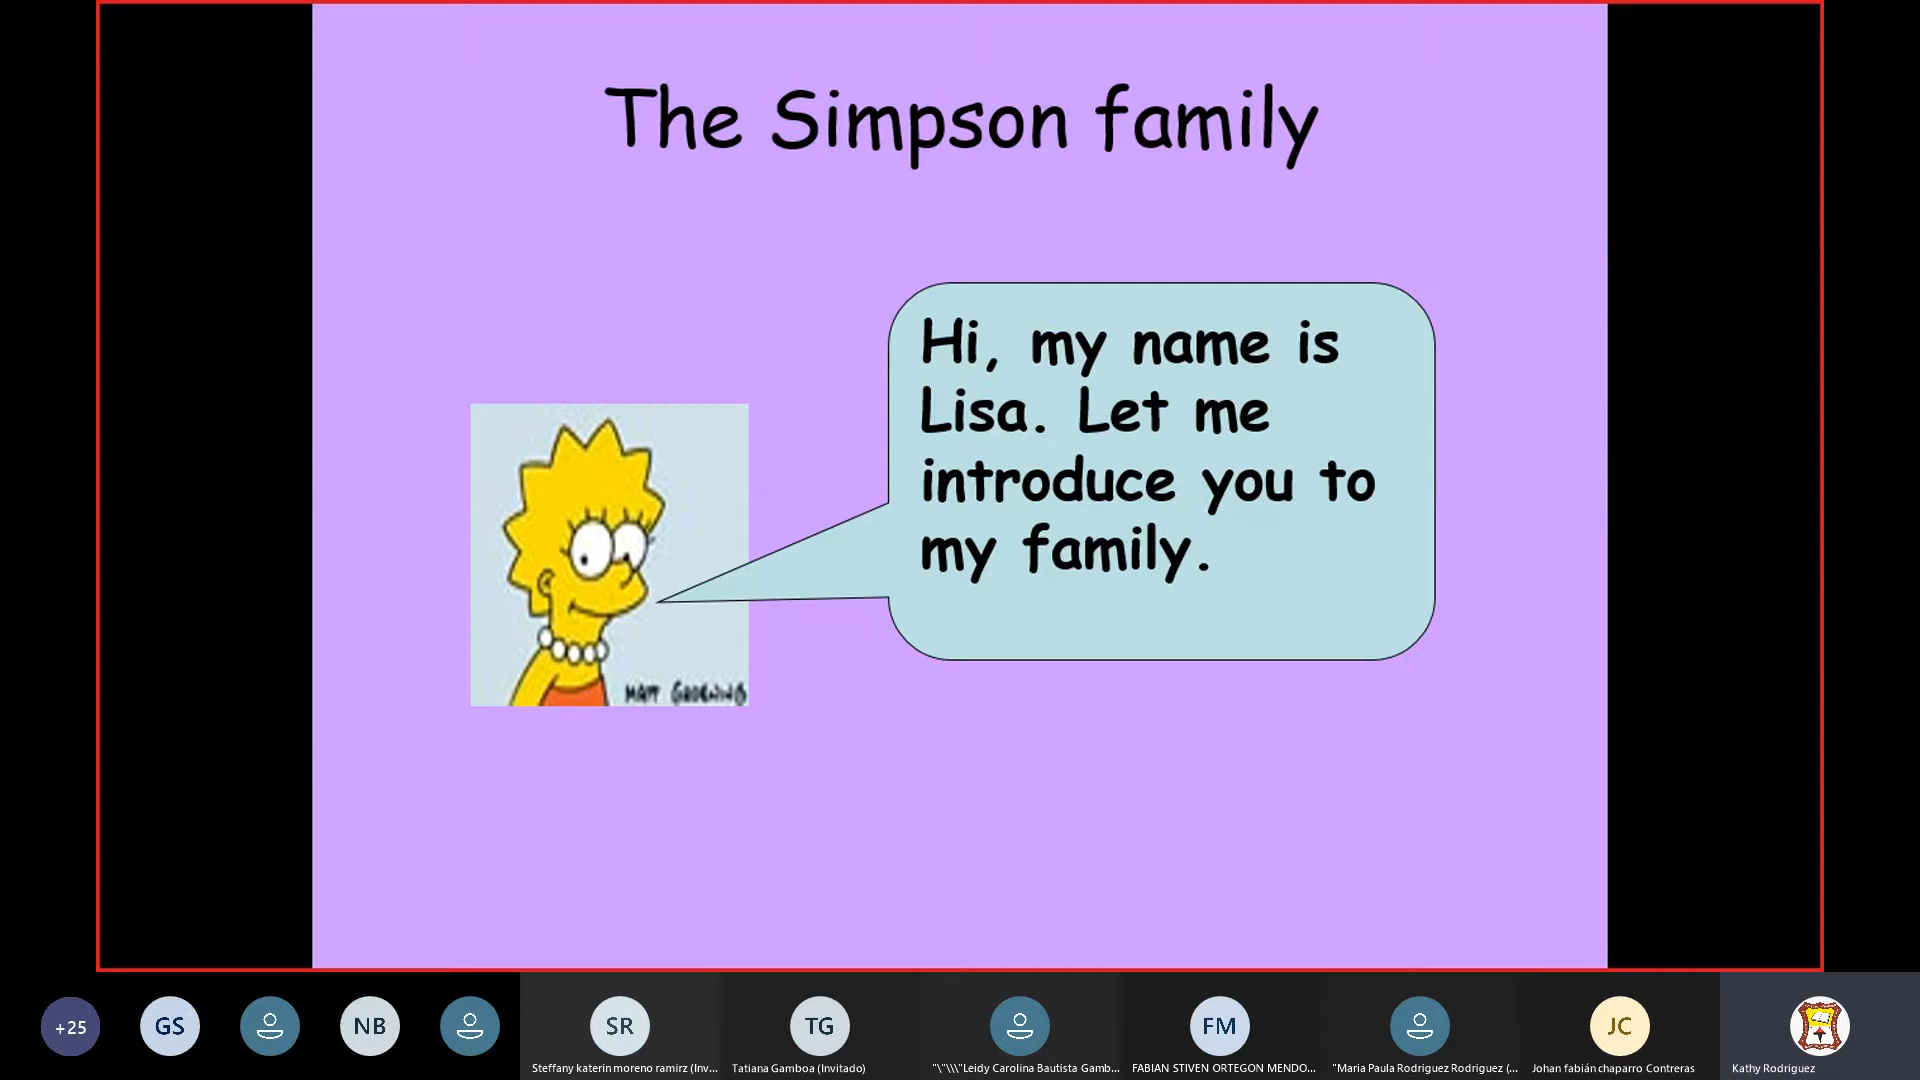 The Simpson family
Hi, my name is
Lisa. Let me
introduce you to
my family.
MATT GROENING
+25
GS
NB
SR
TG
FM
JC
Steffany katerin moreno ramirz (Inv...
Tatiana Gamboa (Invitado)
"\"\\\"Leidy Carolina Bautista Gamb...
FABIAN STIVEN ORTEGON MENDO...
"Maria Paula Rodriguez Rodriguez (...
Johan fabián chaparro Contreras
Kathy Rodriguez